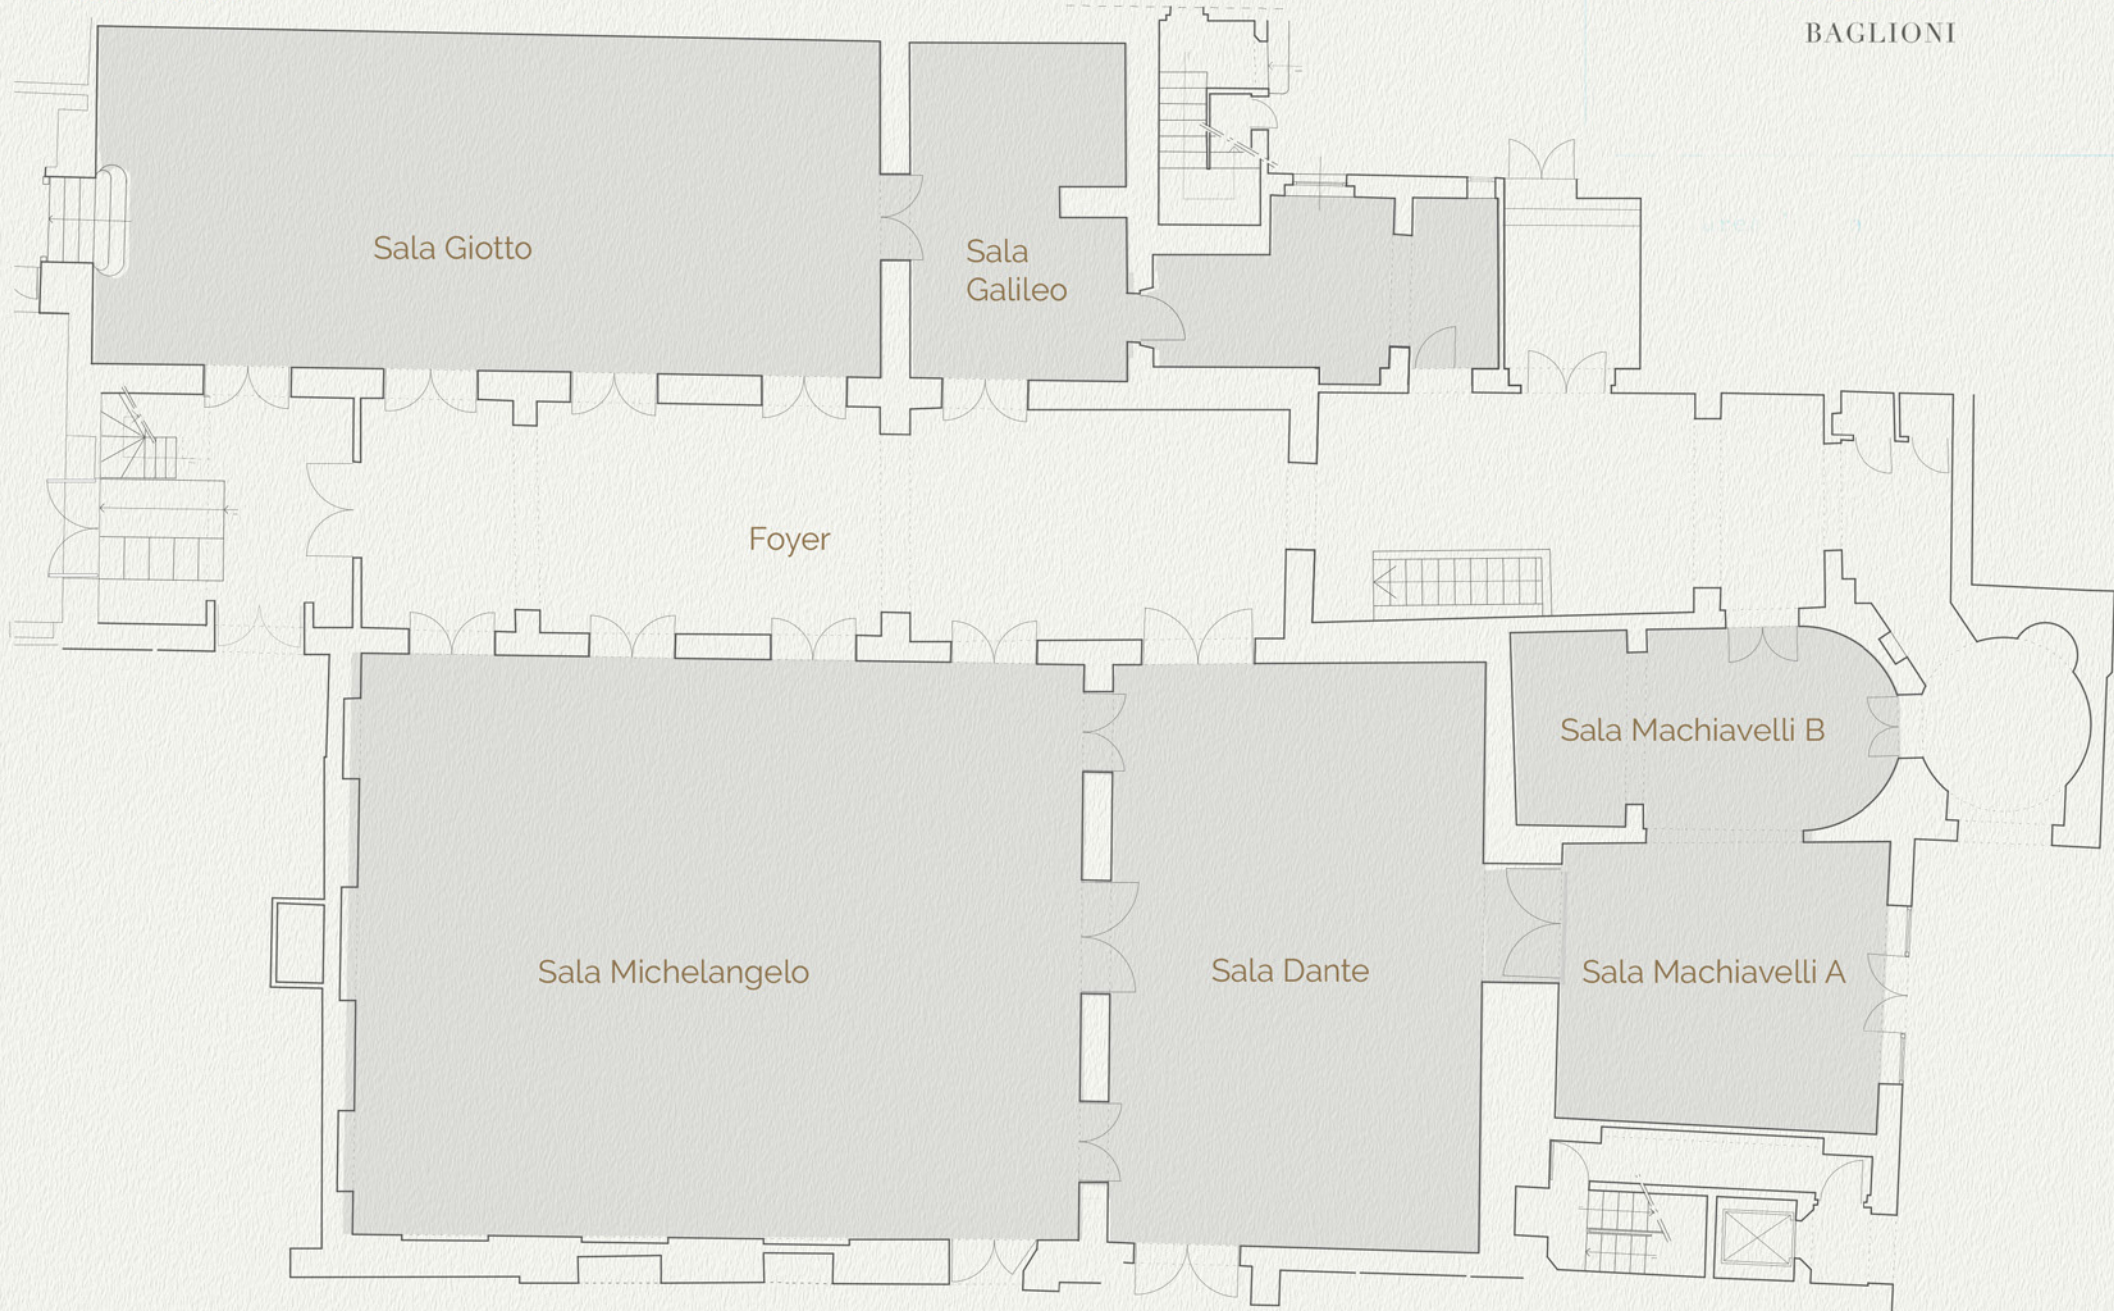 BAGLIONI
Sala Giotto
Sala
Galileo
Foyer
Sala Machiavelli B
Sala Michelangelo
Sala Dante
Sala Machiavelli A